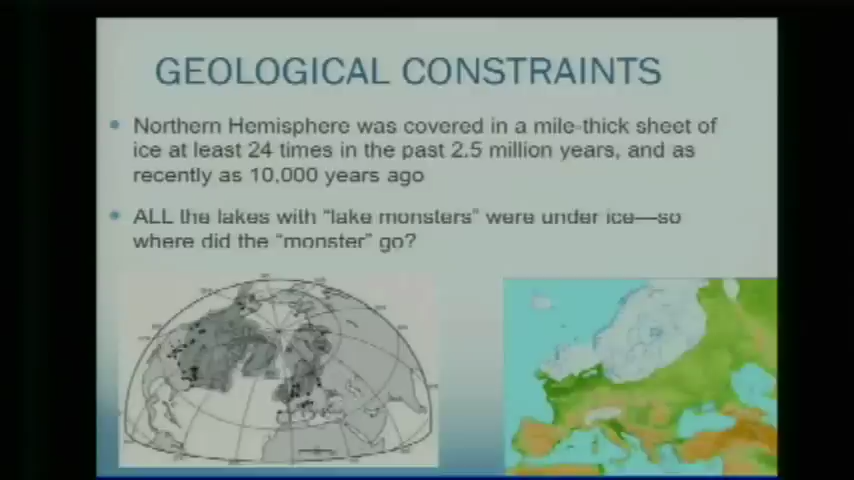 GEOLOGICAL CONSTRAINTS
• Northern Hemisphere was covered in a mile-thick sheet of
ice at least 24 times in the past 2.5 million years, and as
recently as 10,000 years ago
• ALL the lakes with “lake monsters” were under ice—so
where did the “monster” go?